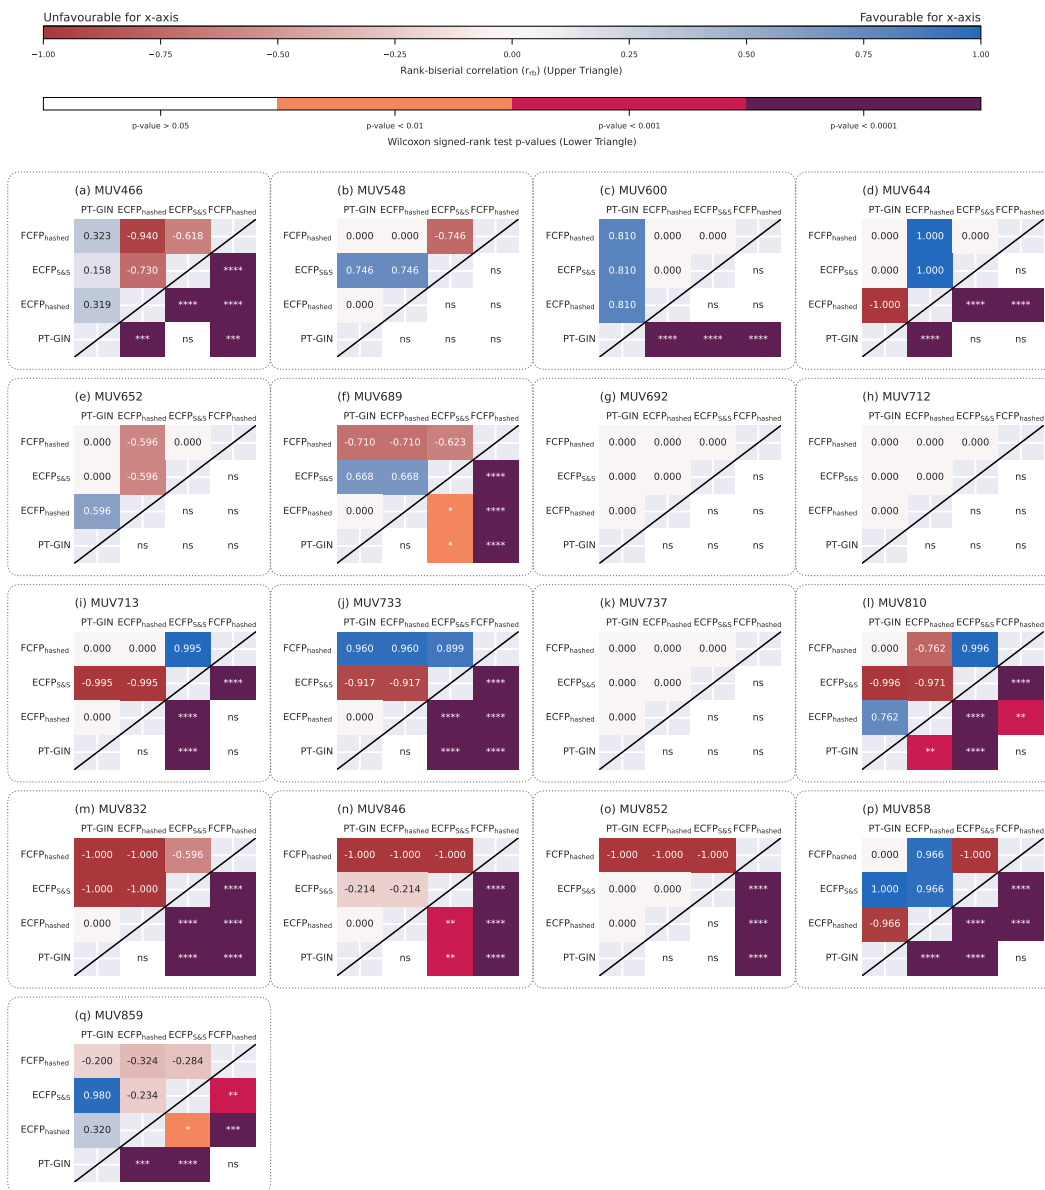 Unfavourable for x-axis Favourable for x-axis
−1.00 −0.75 −0.50 −0.25 0.00 0.25 0.50 0.75 1.00
Rank-biserial correlation (r_rb) (Upper Triangle)
p-value > 0.05 p-value < 0.01 p-value < 0.001 p-value < 0.0001
Wilcoxon signed-rank test p-values (Lower Triangle)
(a) MUV466
PT-GIN ECFP_hashed ECFP_S&S FCFP_hashed
FCFP_hashed 0.323 -0.940 -0.618
ECFP_S&S 0.158 -0.730 ****
ECFP_hashed 0.319 **** ****
PT-GIN *** ns ***
(b) MUV548
PT-GIN ECFP_hashed ECFP_S&S FCFP_hashed
FCFP_hashed 0.000 0.000 -0.746
ECFP_S&S 0.746 0.746 ns
ECFP_hashed 0.000 ns ns
PT-GIN ns ns ns
(c) MUV600
PT-GIN ECFP_hashed ECFP_S&S FCFP_hashed
FCFP_hashed 0.810 0.000 0.000
ECFP_S&S 0.810 0.000 ns
ECFP_hashed 0.810 ns ns
PT-GIN **** **** ****
(d) MUV644
PT-GIN ECFP_hashed ECFP_S&S FCFP_hashed
FCFP_hashed 0.000 1.000 0.000
ECFP_S&S 0.000 1.000 ns
ECFP_hashed -1.000 **** ****
PT-GIN **** ns ns
(e) MUV652
PT-GIN ECFP_hashed ECFP_S&S FCFP_hashed
FCFP_hashed 0.000 -0.596 0.000
ECFP_S&S 0.000 -0.596 ns
ECFP_hashed 0.596 ns ns
PT-GIN ns ns ns
(f) MUV689
PT-GIN ECFP_hashed ECFP_S&S FCFP_hashed
FCFP_hashed -0.710 -0.710 -0.623
ECFP_S&S 0.668 0.668 ****
ECFP_hashed 0.000 * ****
PT-GIN ns * ****
(g) MUV692
PT-GIN ECFP_hashed ECFP_S&S FCFP_hashed
FCFP_hashed 0.000 0.000 0.000
ECFP_S&S 0.000 0.000 ns
ECFP_hashed 0.000 ns ns
PT-GIN ns ns ns
(h) MUV712
PT-GIN ECFP_hashed ECFP_S&S FCFP_hashed
FCFP_hashed 0.000 0.000 0.000
ECFP_S&S 0.000 0.000 ns
ECFP_hashed 0.000 ns ns
PT-GIN ns ns ns
(i) MUV713
PT-GIN ECFP_hashed ECFP_S&S FCFP_hashed
FCFP_hashed 0.000 0.000 0.995
ECFP_S&S -0.995 -0.995 ****
ECFP_hashed 0.000 **** ns
PT-GIN ns **** ns
(j) MUV733
PT-GIN ECFP_hashed ECFP_S&S FCFP_hashed
FCFP_hashed 0.960 0.960 0.899
ECFP_S&S -0.917 -0.917 ****
ECFP_hashed 0.000 **** ****
PT-GIN ns **** ****
(k) MUV737
PT-GIN ECFP_hashed ECFP_S&S FCFP_hashed
FCFP_hashed 0.000 0.000 0.000
ECFP_S&S 0.000 0.000 ns
ECFP_hashed 0.000 ns ns
PT-GIN ns ns ns
(l) MUV810
PT-GIN ECFP_hashed ECFP_S&S FCFP_hashed
FCFP_hashed 0.000 -0.762 0.996
ECFP_S&S -0.996 -0.971 ****
ECFP_hashed 0.762 **** **
PT-GIN ** **** ns
(m) MUV832
PT-GIN ECFP_hashed ECFP_S&S FCFP_hashed
FCFP_hashed -1.000 -1.000 -0.596
ECFP_S&S -1.000 -1.000 ****
ECFP_hashed 0.000 **** ****
PT-GIN ns **** ****
(n) MUV846
PT-GIN ECFP_hashed ECFP_S&S FCFP_hashed
FCFP_hashed -1.000 -1.000 -1.000
ECFP_S&S -0.214 -0.214 ****
ECFP_hashed 0.000 ** ****
PT-GIN ns ** ****
(o) MUV852
PT-GIN ECFP_hashed ECFP_S&S FCFP_hashed
FCFP_hashed -1.000 -1.000 -1.000
ECFP_S&S 0.000 0.000 ****
ECFP_hashed 0.000 ns ****
PT-GIN ns ns ****
(p) MUV858
PT-GIN ECFP_hashed ECFP_S&S FCFP_hashed
FCFP_hashed 0.000 0.966 -1.000
ECFP_S&S 1.000 0.966 ****
ECFP_hashed -0.966 **** ****
PT-GIN **** **** ns
(q) MUV859
PT-GIN ECFP_hashed ECFP_S&S FCFP_hashed
FCFP_hashed -0.200 -0.324 -0.284
ECFP_S&S 0.980 -0.234 **
ECFP_hashed 0.320 * ***
PT-GIN *** **** ns